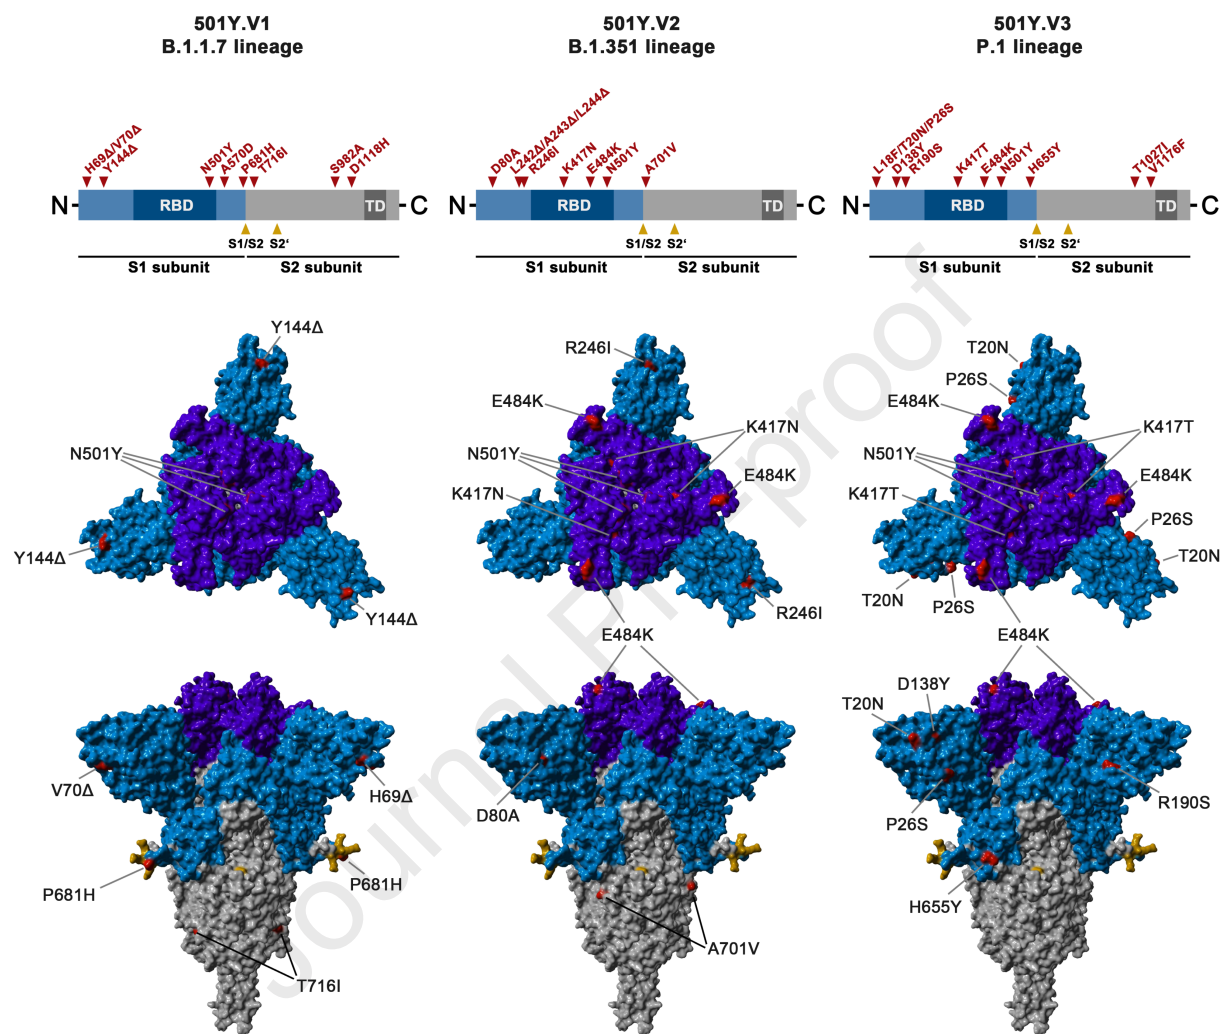 501Y.V1
B.1.1.7 lineage
501Y.V2
B.1.351 lineage
501Y.V3
P.1 lineage
H69Δ/V70Δ
Y144Δ
N501Y
A570D
P681H
T716I
S982A
D1118H
N
RBD
TD
C
S1/S2
S2‘
S1 subunit
S2 subunit
D80A
L242Δ/A243Δ/L244Δ
R246I
K417N
E484K
N501Y
A701V
N
RBD
TD
C
S1/S2
S2‘
S1 subunit
S2 subunit
L18F/T20N/P26S
D138Y
R190S
K417T
E484K
N501Y
H655Y
T1027I
V1176F
N
RBD
TD
C
S1/S2
S2‘
S1 subunit
S2 subunit
Y144Δ
N501Y
Y144Δ
Y144Δ
R246I
E484K
K417N
N501Y
E484K
K417N
R246I
E484K
T20N
P26S
E484K
K417T
N501Y
E484K
K417T
P26S
T20N
T20N
P26S
E484K
V70Δ
H69Δ
P681H
P681H
T716I
D80A
A701V
D138Y
T20N
P26S
R190S
H655Y
Journal Pre-proof